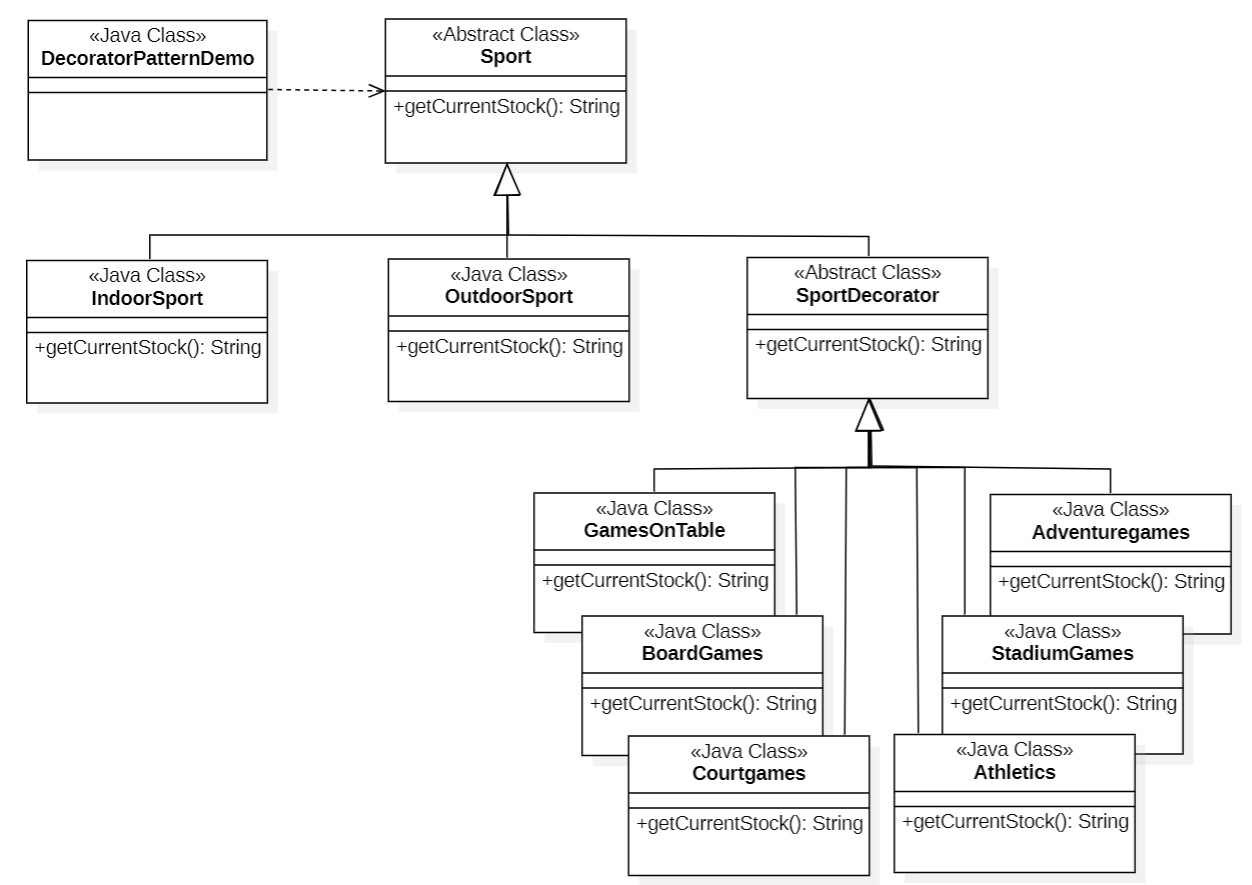 «Java Class»
DecoratorPatternDemo
«Abstract Class»
Sport
+getCurrentStock(): String
«Java Class»
IndoorSport
+getCurrentStock(): String
«Java Class»
OutdoorSport
+getCurrentStock(): String
«Abstract Class»
SportDecorator
+getCurrentStock(): String
«Java Class»
GamesOnTable
+getCurrentStock(): String
«Java Class»
Adventuregames
+getCurrentStock(): String
«Java Class»
BoardGames
+getCurrentStock(): String
«Java Class»
StadiumGames
+getCurrentStock(): String
«Java Class»
Courtgames
+getCurrentStock(): String
«Java Class»
Athletics
+getCurrentStock(): String